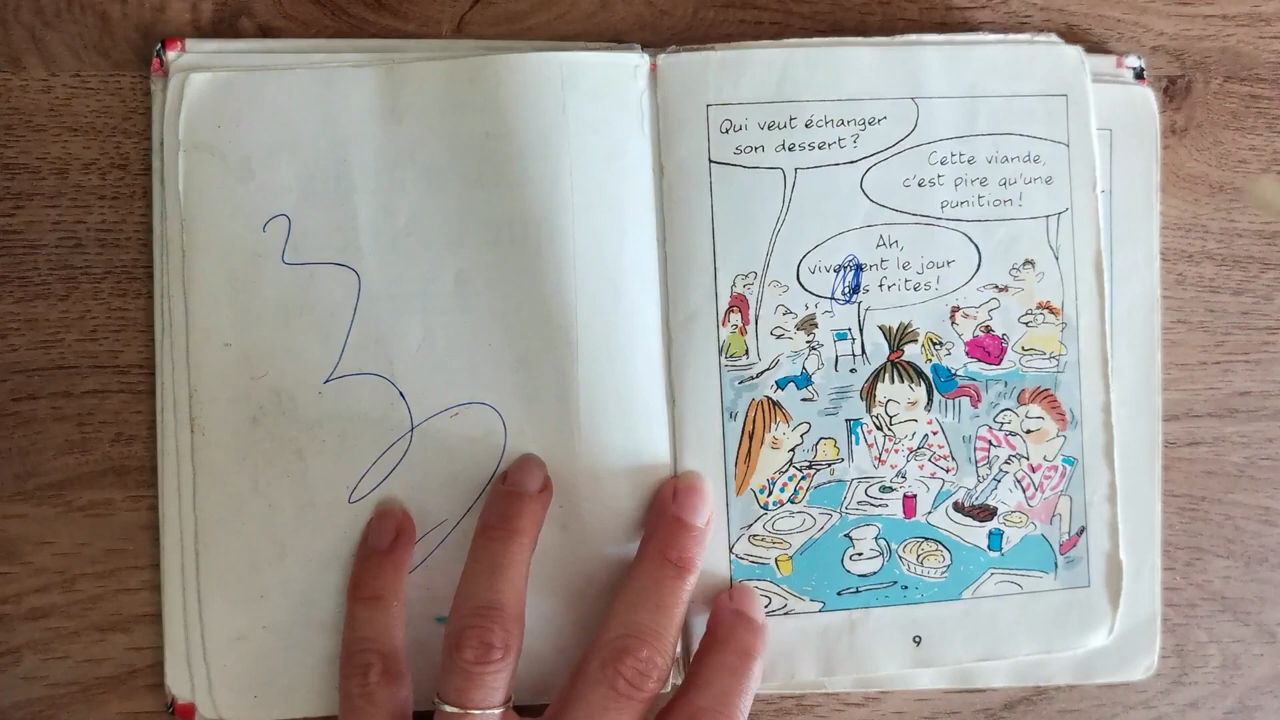 Qui veut échanger
son dessert?
Cette viande,
c'est pire qu'une
punition!
Ah,
vivement le jour
des frites!
9